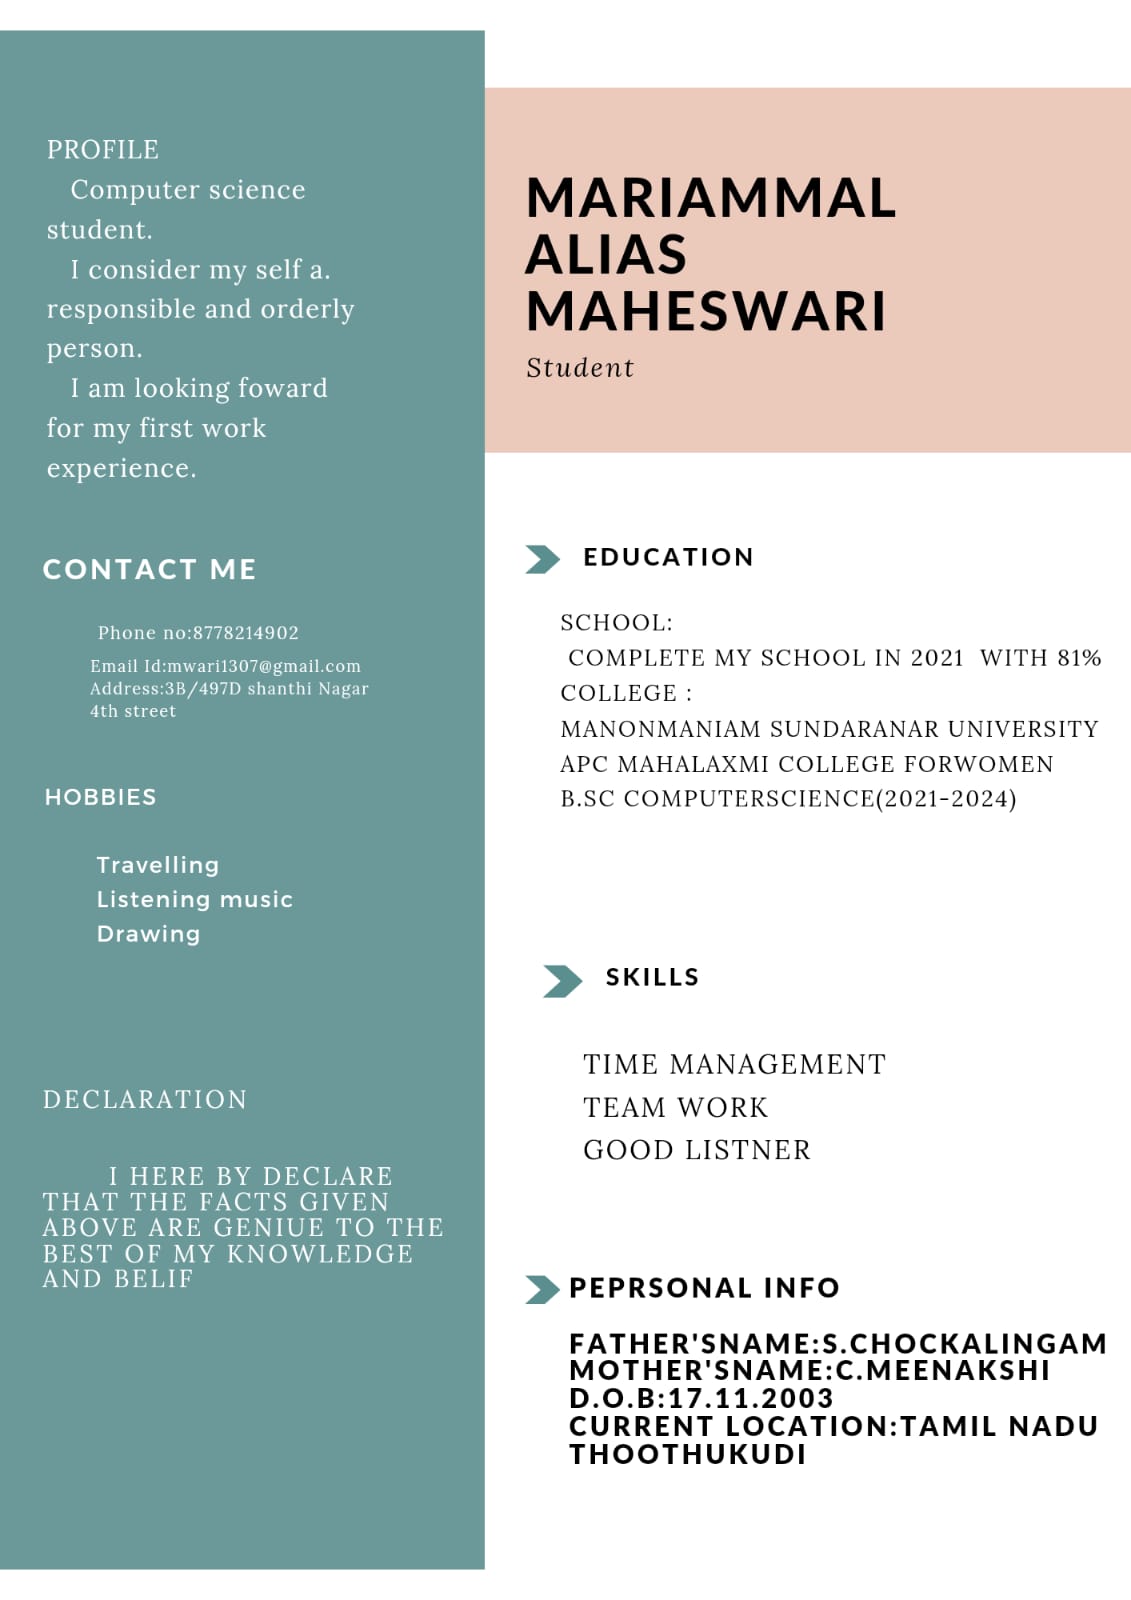 PROFILE
Computer science
student.
I consider my self a.
responsible and orderly
person.
I am looking foward
for my first work
experience.
CONTACT ME
Phone no:8778214902
Email Id:mwari1307@gmail.com
Address:3B/497D shanthi Nagar
4th street
HOBBIES
Travelling
Listening music
Drawing
DECLARATION
I HERE BY DECLARE
THAT THE FACTS GIVEN
ABOVE ARE GENIUE TO THE
BEST OF MY KNOWLEDGE
AND BELIF
MARIAMMAL
ALIAS
MAHESWARI
Student
EDUCATION
SCHOOL:
COMPLETE MY SCHOOL IN 2021 WITH 81%
COLLEGE :
MANONMANIAM SUNDARANAR UNIVERSITY
APC MAHALAXMI COLLEGE FORWOMEN
B.SC COMPUTERSCIENCE(2021-2024)
SKILLS
TIME MANAGEMENT
TEAM WORK
GOOD LISTNER
PEPRSONAL INFO
FATHER'SNAME:S.CHOCKALINGAM
MOTHER'SNAME:C.MEENAKSHI
D.O.B:17.11.2003
CURRENT LOCATION:TAMIL NADU
THOOTHUKUDI